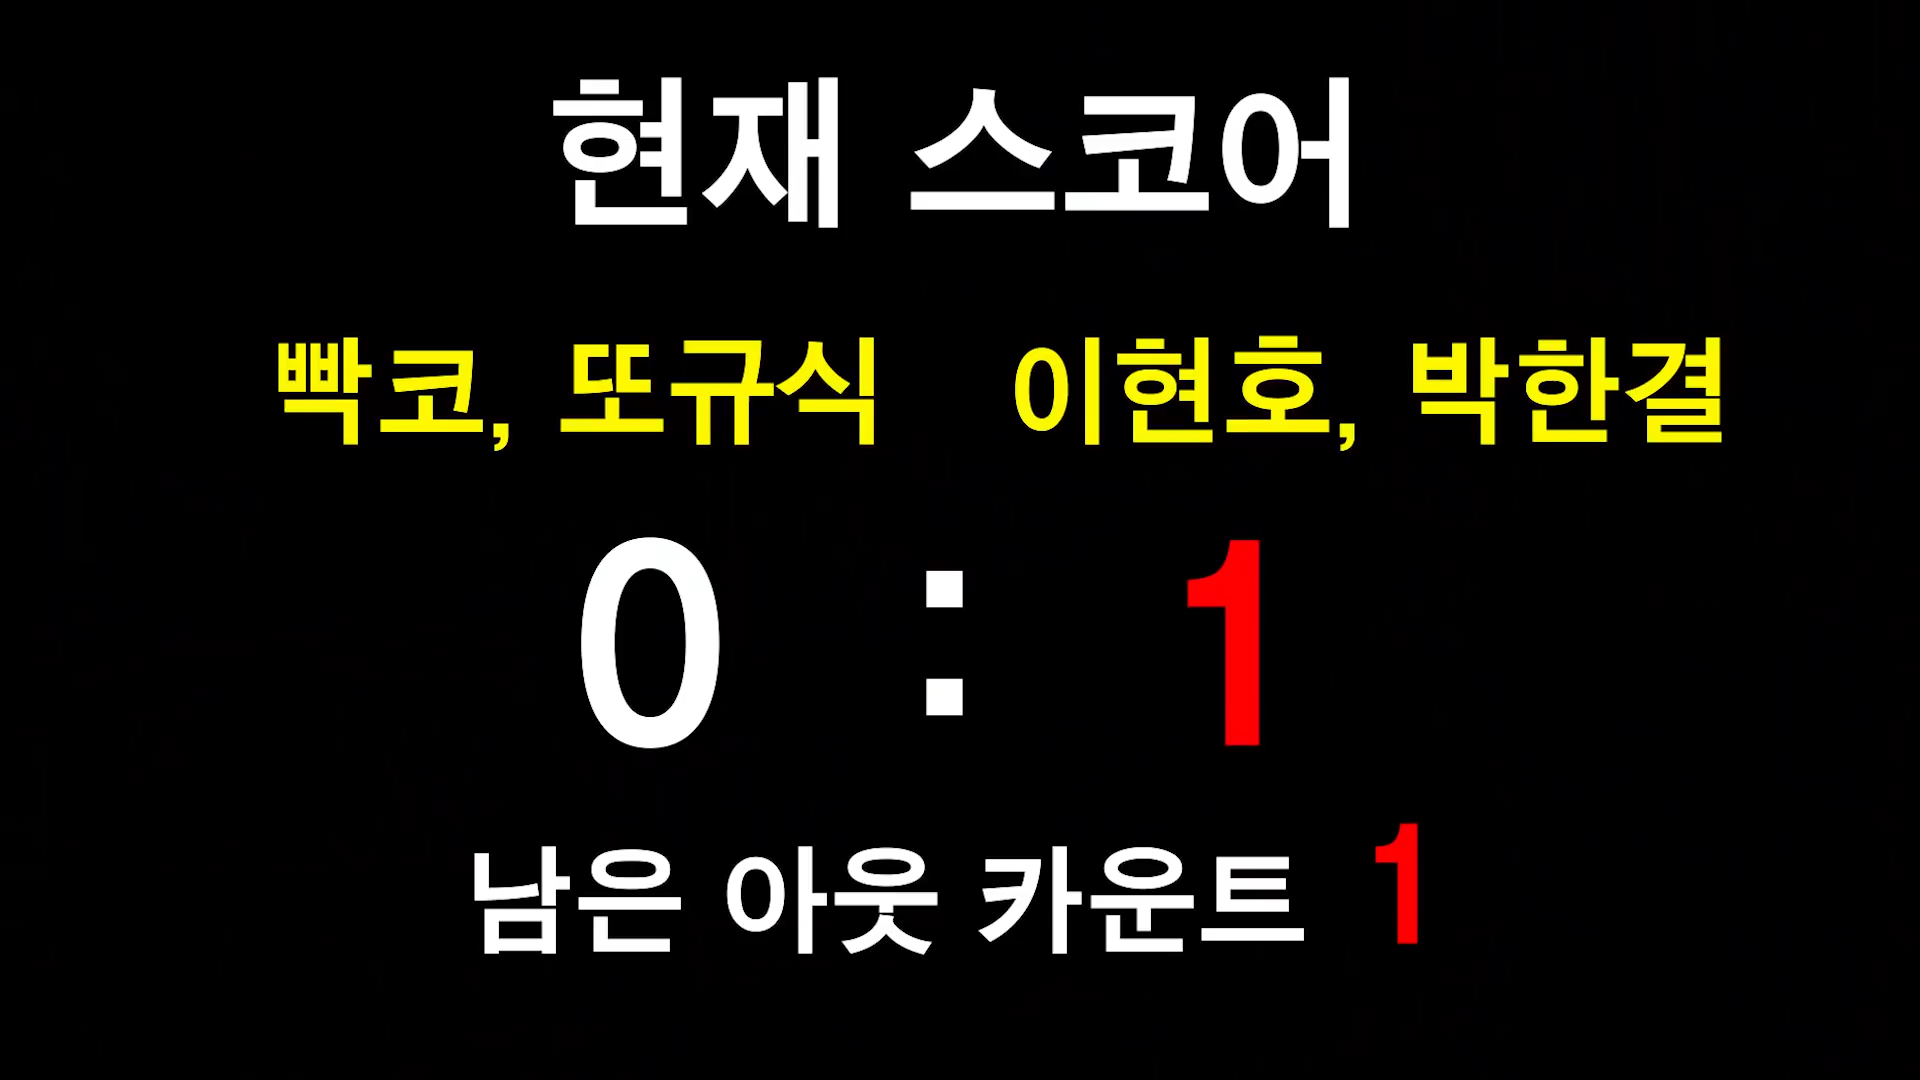 현재 스코어
빡코, 또규식 이현호, 박한결
0 : 1
남은 아웃 카운트 1